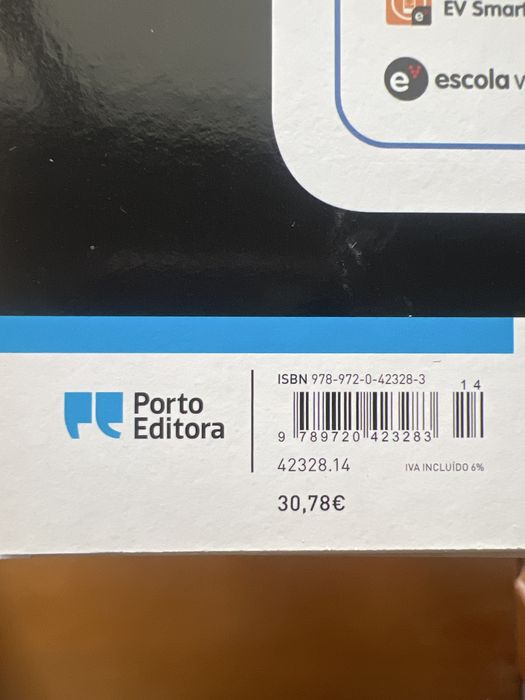 EV Smart
escola v
Porto
Editora
ISBN 978-972-0-42328-3
1 4
9 789720 423283
42328.14
IVA INCLUÍDO 6%
30,78€